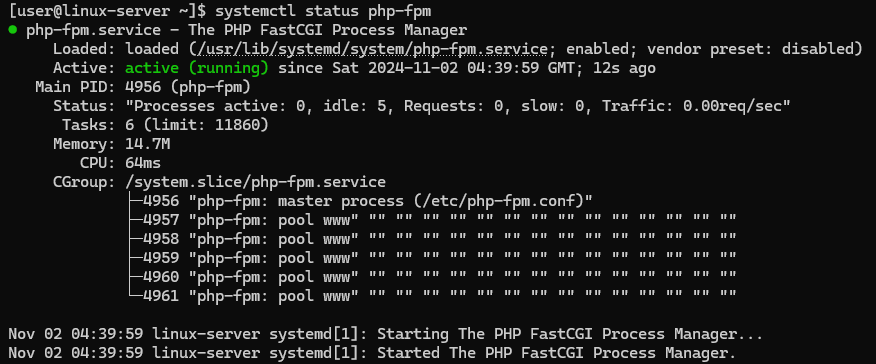 [user@linux-server ~]$ systemctl status php-fpm
● php-fpm.service - The PHP FastCGI Process Manager
     Loaded: loaded (/usr/lib/systemd/system/php-fpm.service; enabled; vendor preset: disabled)
     Active: active (running) since Sat 2024-11-02 04:39:59 GMT; 12s ago
   Main PID: 4956 (php-fpm)
     Status: "Processes active: 0, idle: 5, Requests: 0, slow: 0, Traffic: 0.00req/sec"
      Tasks: 6 (limit: 11860)
     Memory: 14.7M
        CPU: 64ms
     CGroup: /system.slice/php-fpm.service
             ├─4956 "php-fpm: master process (/etc/php-fpm.conf)"
             ├─4957 "php-fpm: pool www" "" "" "" "" "" "" "" "" "" "" "" "" "" ""
             ├─4958 "php-fpm: pool www" "" "" "" "" "" "" "" "" "" "" "" "" "" ""
             ├─4959 "php-fpm: pool www" "" "" "" "" "" "" "" "" "" "" "" "" "" ""
             ├─4960 "php-fpm: pool www" "" "" "" "" "" "" "" "" "" "" "" "" "" ""
             └─4961 "php-fpm: pool www" "" "" "" "" "" "" "" "" "" "" "" "" "" ""

Nov 02 04:39:59 linux-server systemd[1]: Starting The PHP FastCGI Process Manager...
Nov 02 04:39:59 linux-server systemd[1]: Started The PHP FastCGI Process Manager.